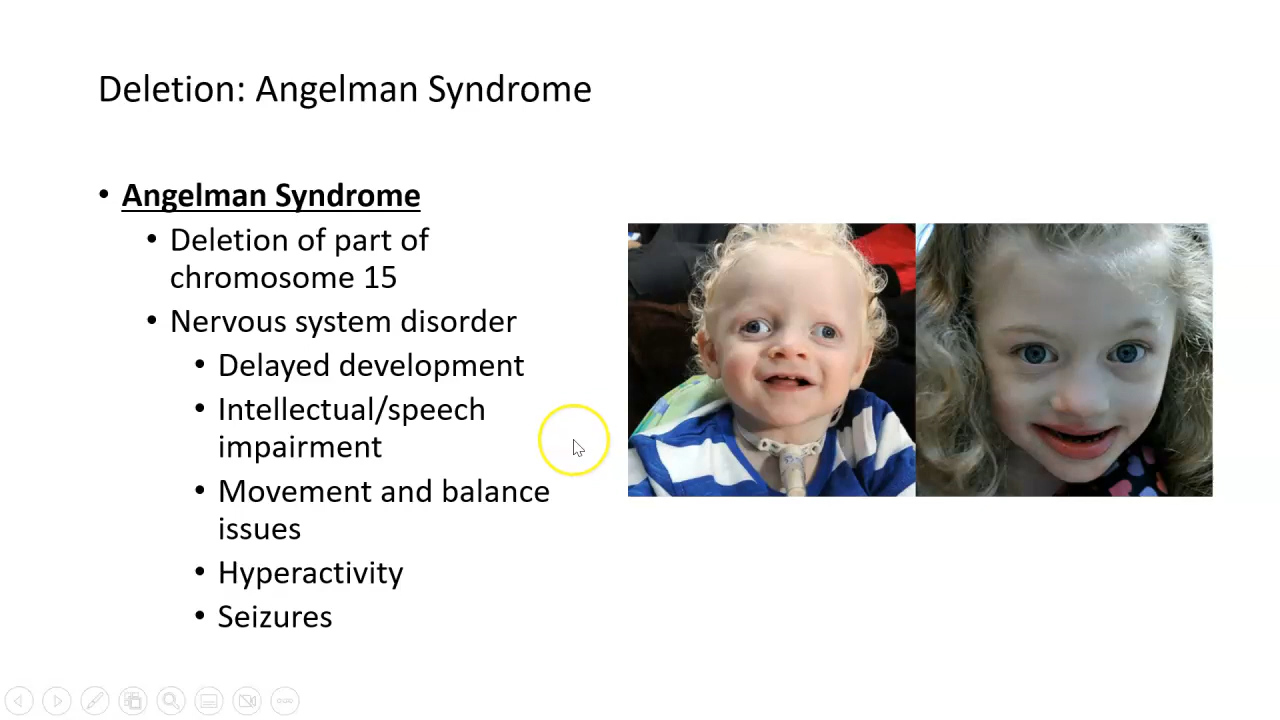 Deletion: Angelman Syndrome
• Angelman Syndrome
• Deletion of part of
chromosome 15
• Nervous system disorder
• Delayed development
• Intellectual/speech
impairment
• Movement and balance
issues
• Hyperactivity
• Seizures